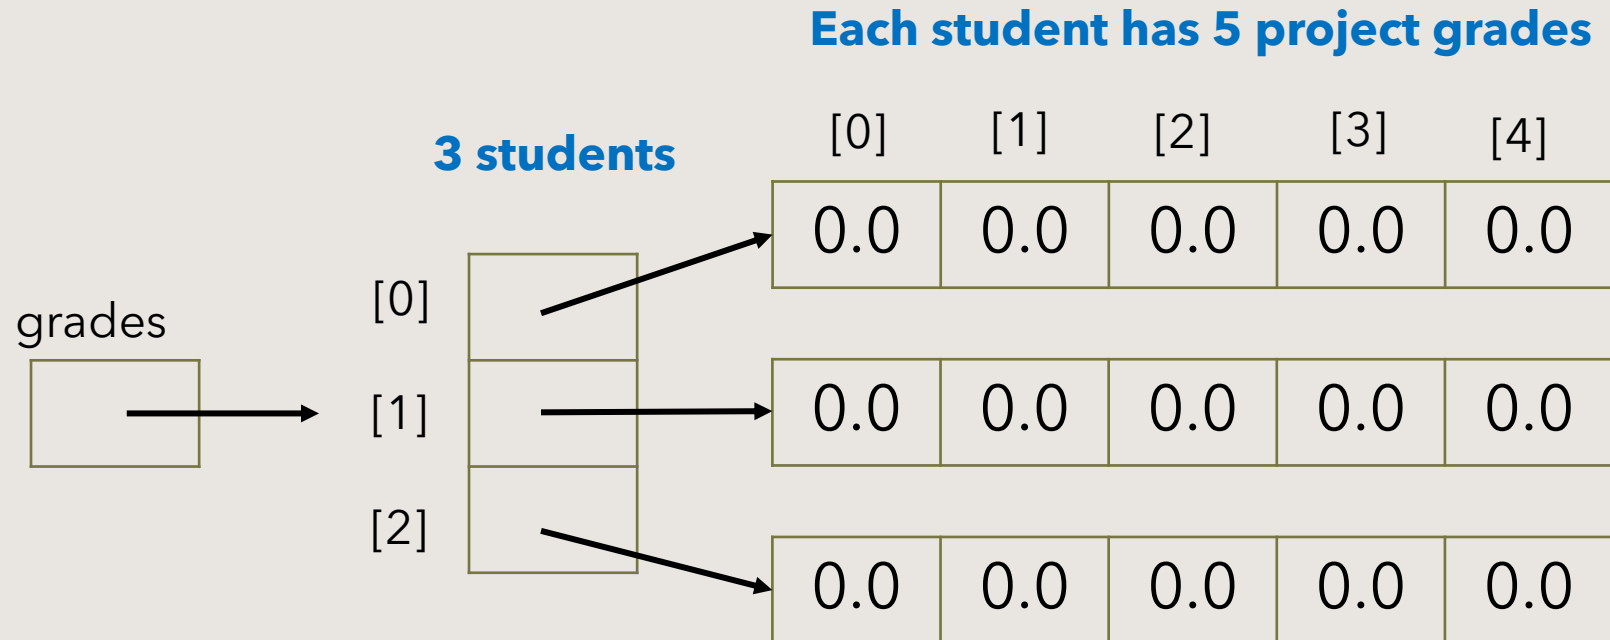 Each student has 5 project grades
3 students
[0] [1] [2] [3] [4]
0.0 0.0 0.0 0.0 0.0
[0]
grades
[1]
0.0 0.0 0.0 0.0 0.0
[2]
0.0 0.0 0.0 0.0 0.0